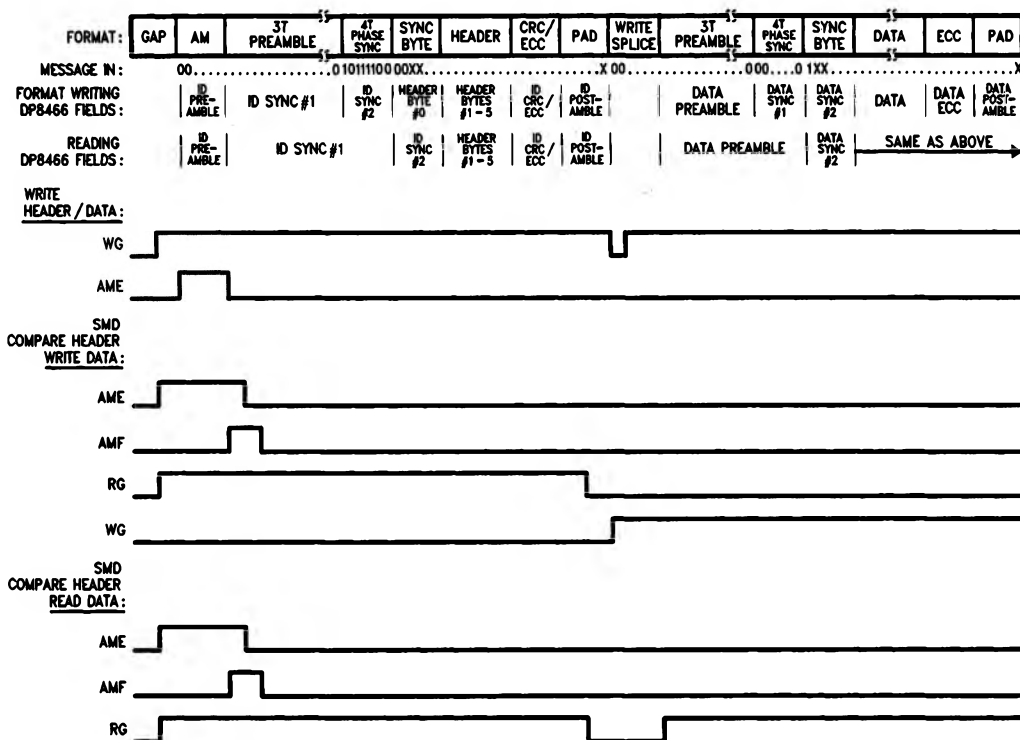 FORMAT: GAP AM 3T PREAMBLE 4T PHASE SYNC SYNC BYTE HEADER CRC/ECC PAD WRITE SPLICE 3T PREAMBLE 4T PHASE SYNC SYNC BYTE DATA ECC PAD
MESSAGE IN: 00....................010111100 00XX............................X 00....................000....0 1XX............................X
FORMAT WRITING DP8466 FIELDS: ID PRE-AMBLE ID SYNC #1 ID SYNC #2 HEADER BYTE #0 HEADER BYTES #1-5 ID CRC/ECC ID POST-AMBLE DATA PREAMBLE DATA SYNC #1 DATA SYNC #2 DATA DATA ECC DATA POST-AMBLE
READING DP8466 FIELDS: ID PRE-AMBLE ID SYNC #1 ID SYNC #2 HEADER BYTES #1-5 ID CRC/ECC ID POST-AMBLE DATA PREAMBLE DATA SYNC #2 SAME AS ABOVE
WRITE
HEADER/DATA:
WG
AME
SMD
COMPARE HEADER
WRITE DATA:
AME
AMF
RG
WG
SMD
COMPARE HEADER
READ DATA:
AME
AMF
RG